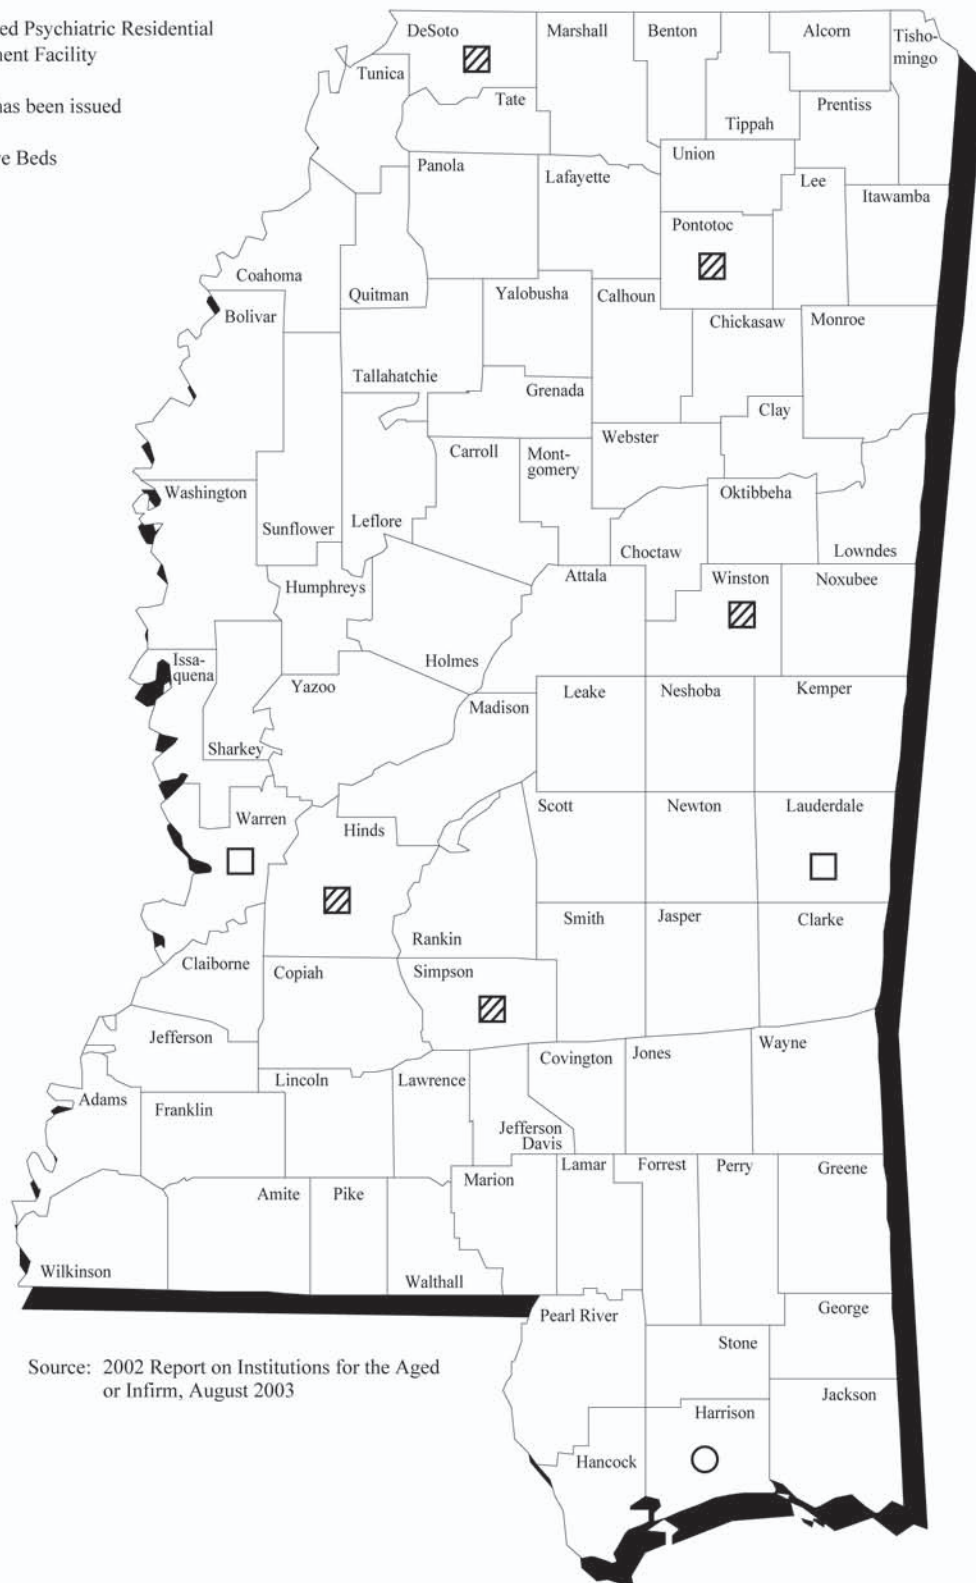 ed Psychiatric Residential
ent Facility
as been issued
e Beds
DeSoto
Marshall
Benton
Alcorn
Tisho-
mingo
Tunica
Tate
Prentiss
Tippah
Panola
Union
Lafayette
Lee
Itawamba
Pontotoc
Coahoma
Quitman
Yalobusha
Calhoun
Bolivar
Chickasaw
Monroe
Tallahatchie
Grenada
Clay
Webster
Carroll
Mont-
gomery
Washington
Oktibbeha
Sunflower
Leflore
Choctaw
Lowndes
Humphreys
Attala
Winston
Noxubee
Issa-
quena
Holmes
Yazoo
Leake
Neshoba
Kemper
Madison
Sharkey
Scott
Newton
Lauderdale
Warren
Hinds
Rankin
Smith
Jasper
Clarke
Claiborne
Copiah
Simpson
Jefferson
Covington
Jones
Wayne
Lincoln
Lawrence
Adams
Franklin
Jefferson
Davis
Lamar
Forrest
Perry
Greene
Marion
Amite
Pike
Wilkinson
Walthall
Pearl River
George
Stone
Source: 2002 Report on Institutions for the Aged
or Infirm, August 2003
Jackson
Harrison
Hancock